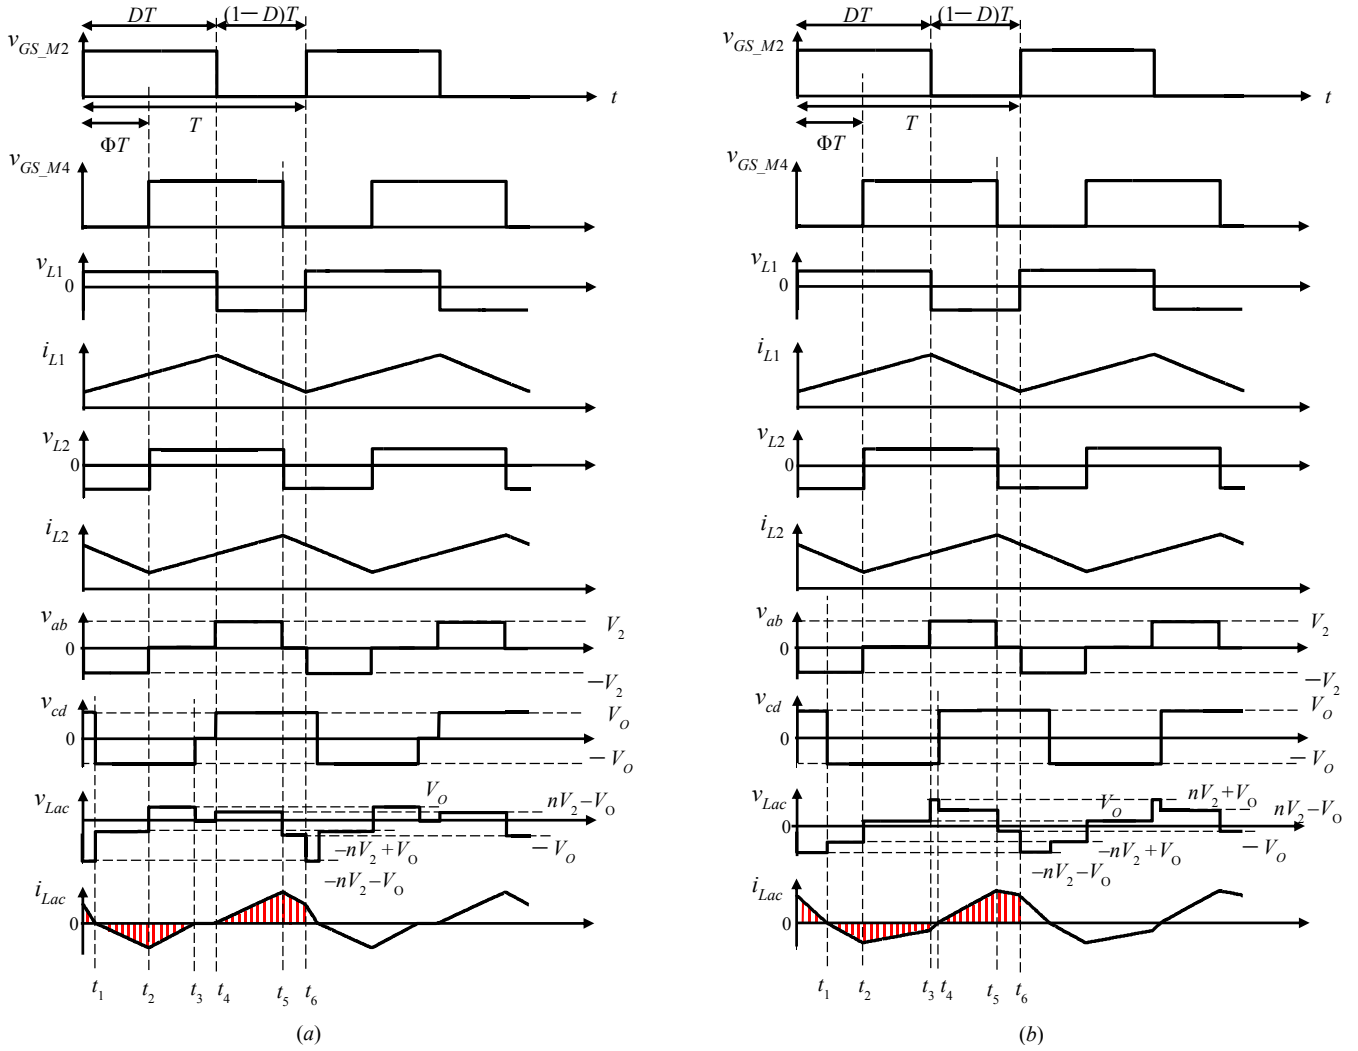 DT (1−D)T
v_GS_M2
t
T
ΦT
v_GS_M4
v_L1
0
i_L1
v_L2
0
i_L2
v_ab
V_2
0
−V_2
v_cd
V_O
0
−V_O
v_Lac
V_O
nV_2−V_O
0
−nV_2+V_O
−V_O
−nV_2−V_O
i_Lac
0
t_1 t_2 t_3 t_4 t_5 t_6
(a)
DT (1−D)T
v_GS_M2
t
T
ΦT
v_GS_M4
v_L1
0
i_L1
v_L2
0
i_L2
v_ab
V_2
0
−V_2
v_cd
V_O
0
−V_O
v_Lac
nV_2+V_O
V_O
nV_2−V_O
0
−V_O
−nV_2+V_O
−nV_2−V_O
i_Lac
0
t_1 t_2 t_3 t_4 t_5 t_6
(b)